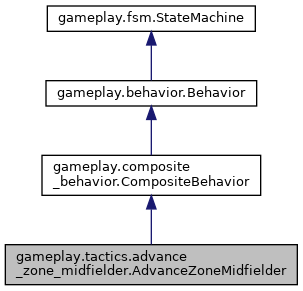 gameplay.fsm.StateMachine
gameplay.behavior.Behavior
gameplay.composite
_behavior.CompositeBehavior
gameplay.tactics.advance
_zone_midfielder.AdvanceZoneMidfielder